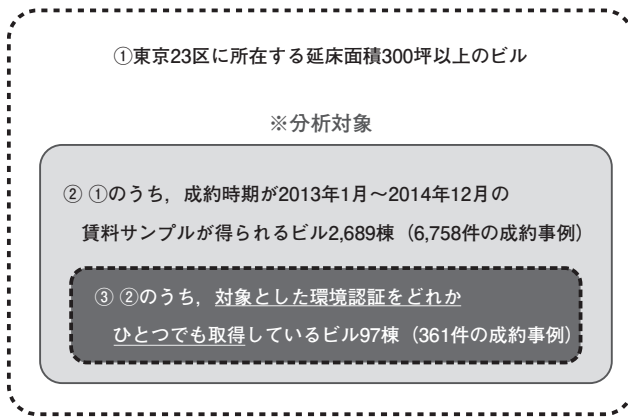 ①東京23区に所在する延床面積300坪以上のビル
※分析対象
② ①のうち，成約時期が2013年1月〜2014年12月の
賃料サンプルが得られるビル2,689棟（6,758件の成約事例）
③ ②のうち，対象とした環境認証をどれか
ひとつでも取得しているビル97棟（361件の成約事例）